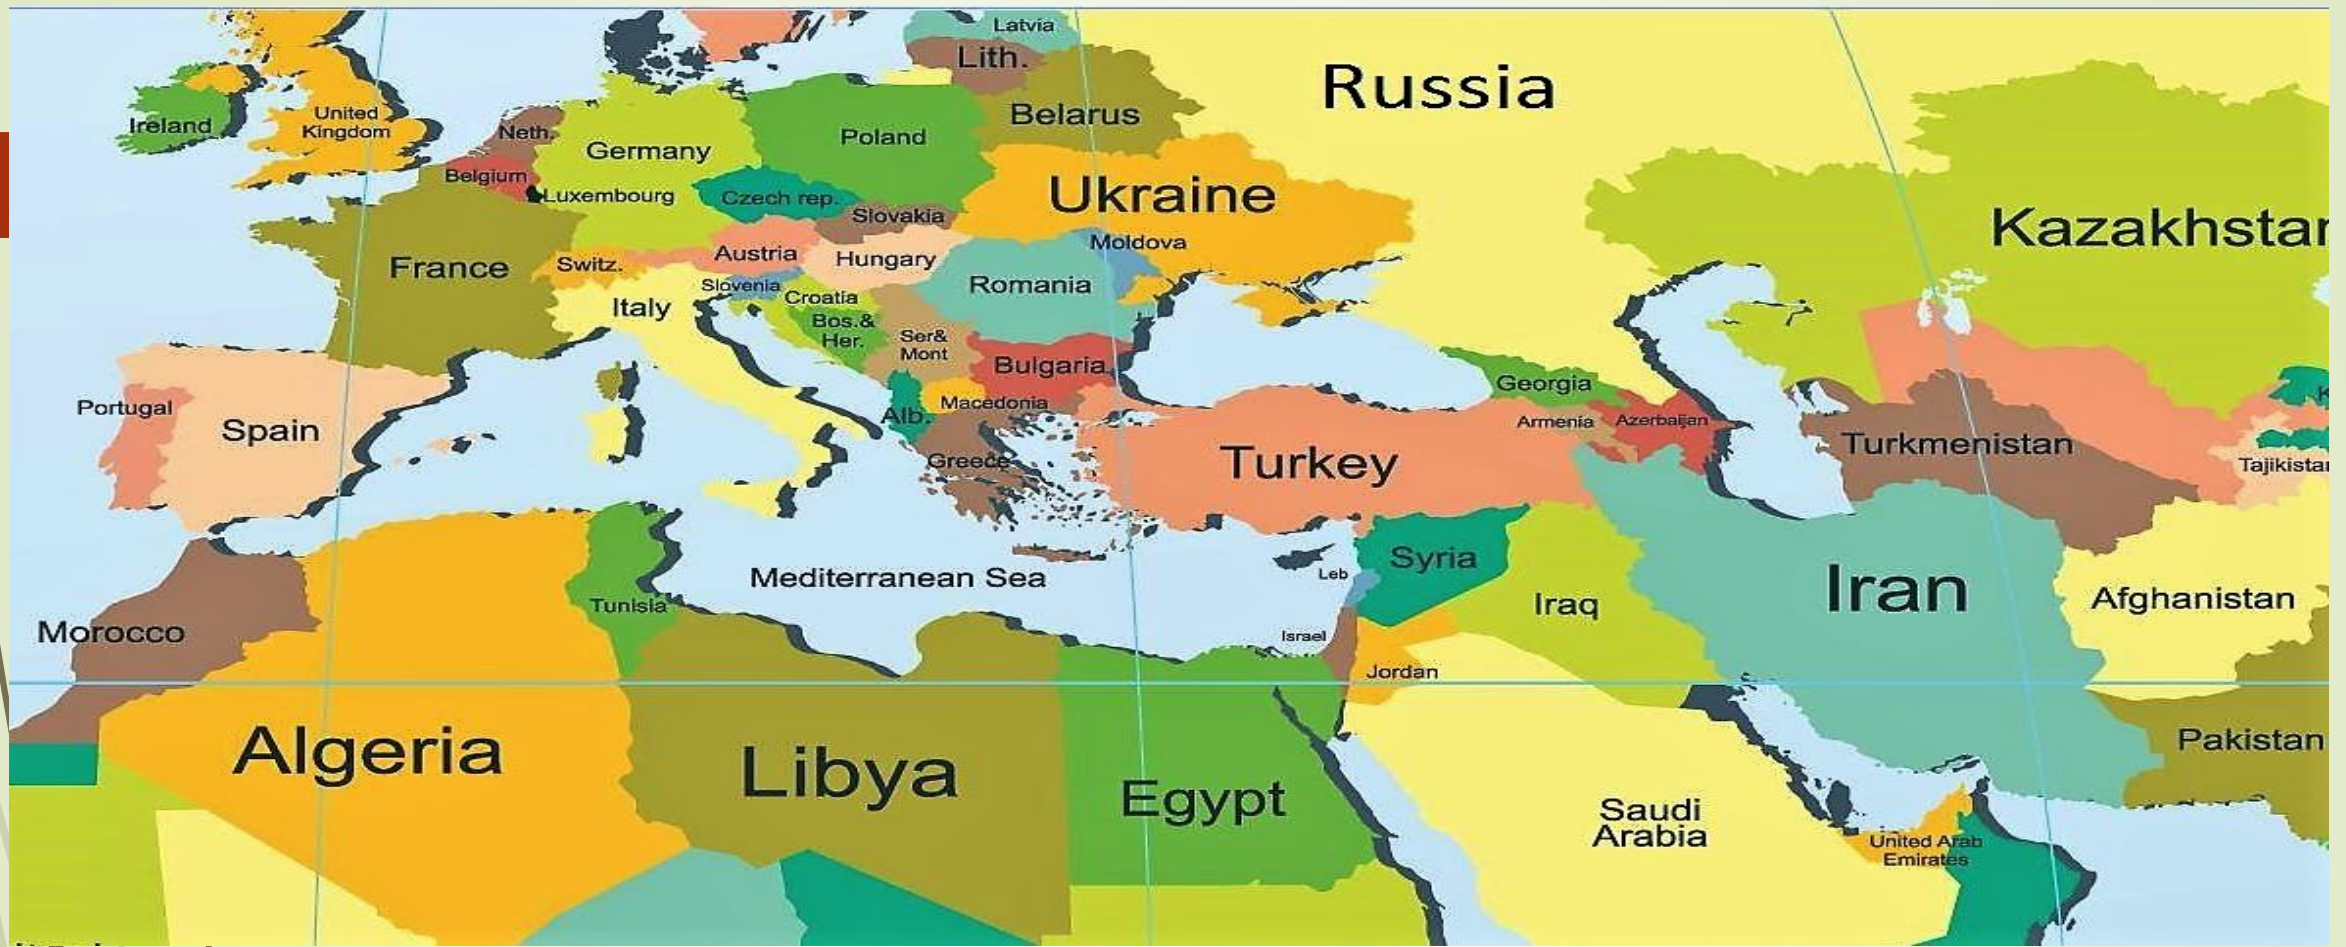 Latvia
Lith.
Russia
Belarus
United
Kingdom
Ireland
Neth.
Germany
Poland
Belgium
Luxembourg
Czech rep.
Ukraine
Slovakia
Kazakhstan
Moldova
France
Switz.
Austria
Hungary
Slovenia
Romania
Croatia
Italy
Bos.&
Her.
Ser&
Mont
Bulgaria
Georgia
K
Portugal
Macedonia
Alb.
Armenia
Azerbaijan
Spain
Turkmenistan
Greece
Turkey
Tajikistan
Syria
Leb
Mediterranean Sea
Iran
Tunisia
Iraq
Afghanistan
Morocco
Israel
Jordan
Pakistan
Algeria
Libya
Egypt
Saudi
Arabia
United Arab
Emirates